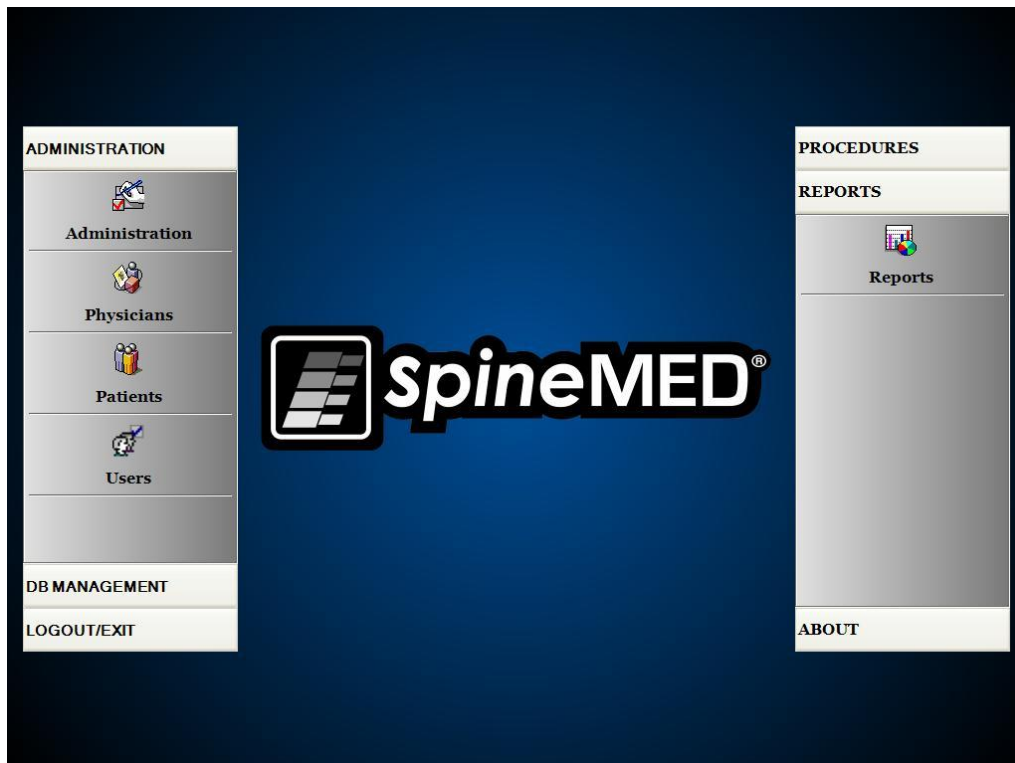 ADMINISTRATION
Administration
Physicians
Patients
Users
DB MANAGEMENT
LOGOUT/EXIT
SpineMED®
PROCEDURES
REPORTS
Reports
ABOUT